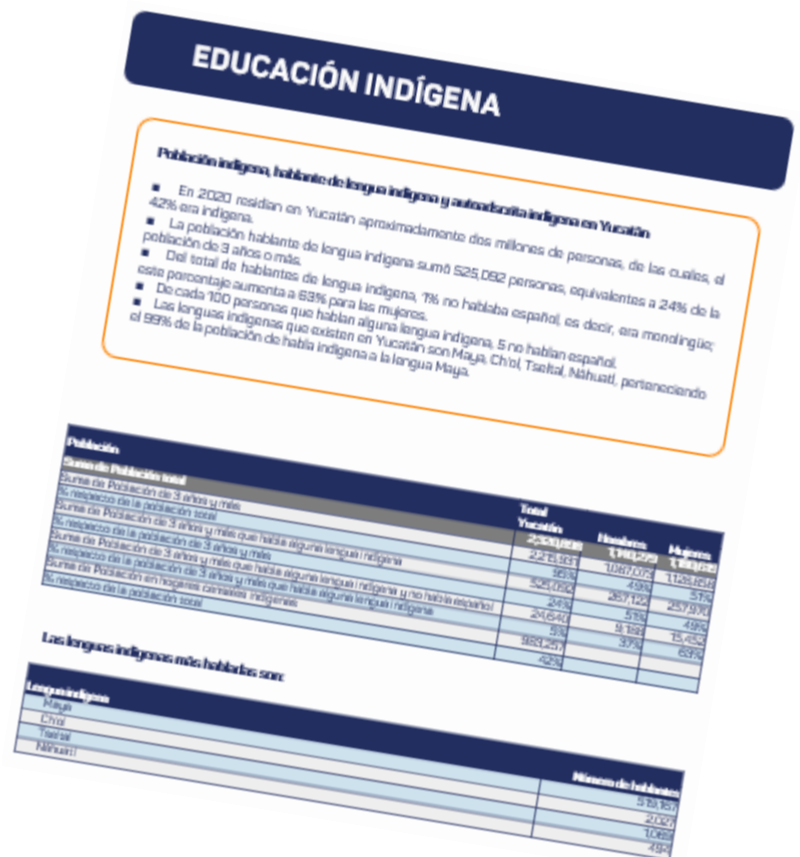 EDUCACIÓN INDÍGENA
Población indígena, hablante de lengua indígena y autoadscrita indígena en Yucatán
■ En 2020 residían en Yucatán aproximadamente dos millones de personas, de las cuales, el
42% era indígena.
■ La población hablante de lengua indígena sumó 525,092 personas, equivalentes a 24% de la
población de 3 años o más.
■ Del total de hablantes de lengua indígena, 1% no hablaba español, es decir, era monolingüe;
este porcentaje aumenta a 63% para las mujeres.
■ De cada 100 personas que hablan alguna lengua indígena, 5 no hablan español.
■ Las lenguas indígenas que existen en Yucatán son Maya, Ch'ol, Tseltal, Náhuatl, perteneciendo
el 99% de la población de habla indígena a la lengua Maya.
Población Total Yucatán Hombres Mujeres
Suma de Población total
Suma de Población de 3 años y más 2,215,931 1,087,073 1,128,858
% respecto de la población total 95% 49% 51%
Suma de Población de 3 años y más que habla alguna lengua indígena 525,092 267,122 257,970
% respecto de la población de 3 años y más 24% 51% 49%
Suma de Población de 3 años y más que habla alguna lengua indígena y no habla español 24,640 9,188 15,452
% respecto de la población de 3 años y más que habla alguna lengua indígena 5% 37% 63%
Suma de Población en hogares censales indígenas
% respecto de la población total 42%
Las lenguas indígenas más habladas son:
Lengua indígena Número de hablantes
Maya
Ch'ol
Tseltal
Náhuatl